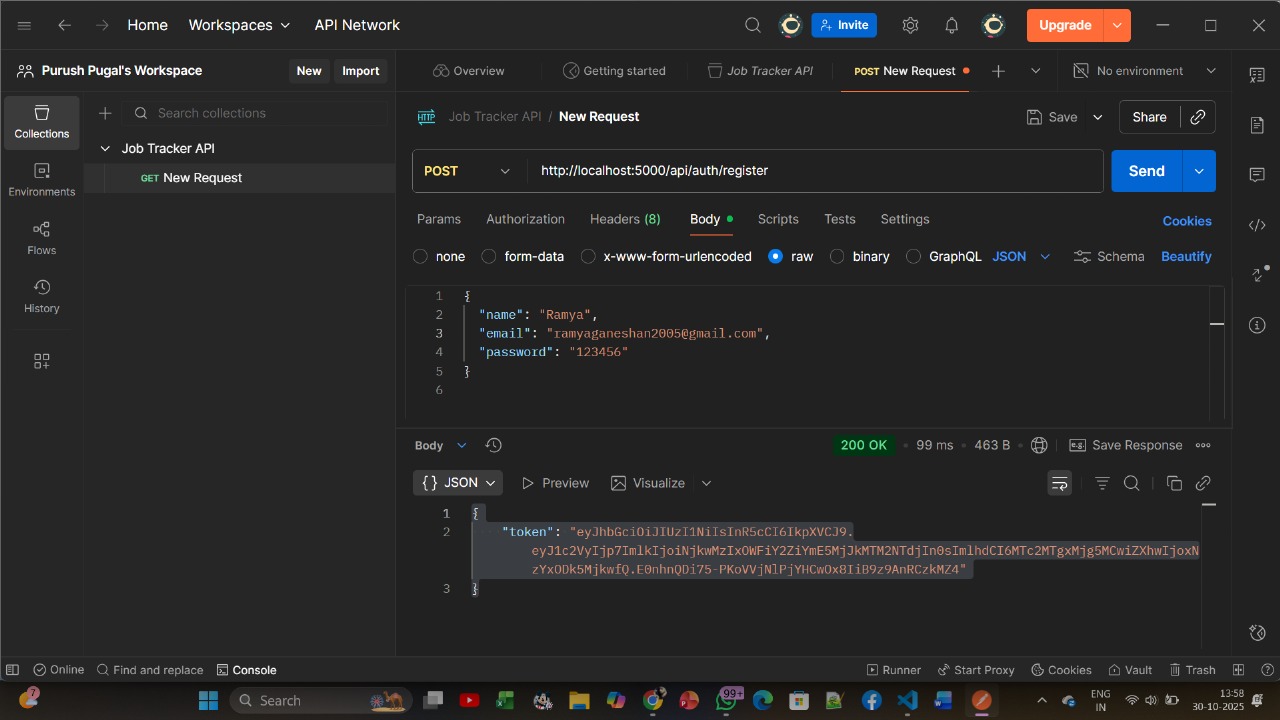 Home
Workspaces
API Network
Invite
Upgrade
Purush Pugal's Workspace
New
Import
Overview
Getting started
Job Tracker API
POST New Request
No environment
Collections
Environments
Flows
History
Search collections
Job Tracker API
GET New Request
HTTP
Job Tracker API / New Request
Save
Share
POST
http://localhost:5000/api/auth/register
Send
Params
Authorization
Headers (8)
Body
Scripts
Tests
Settings
Cookies
none
form-data
x-www-form-urlencoded
raw
binary
GraphQL
JSON
Schema
Beautify
1 {
2 "name": "Ramya",
3 "email": "ramyaganeshan2005@gmail.com",
4 "password": "123456"
5 }
6
Body
200 OK
99 ms
463 B
e.g.
Save Response
{} JSON
Preview
Visualize
1 {
2 "token": "eyJhbGciOiJIUzI1NiIsInR5cCI6IkpXVCJ9.
eyJ1c2VyIjp7ImlkIjoiNjkwMzIxOWFiY2ZiYmE5MjJkMTM2NTdjIn0sImlhdCI6MTc2MTgxMjg5MCwiZXhwIjoxN
zYxODk5MjkwfQ.E0nhnQDi75-PKoVVjNlPjYHCwOx8IiB9z9AnRCzkMZ4"
3 }
Online
Find and replace
Console
Runner
Start Proxy
Cookies
Vault
Trash
7
Search
99+
ENG
IN
13:58
30-10-2025